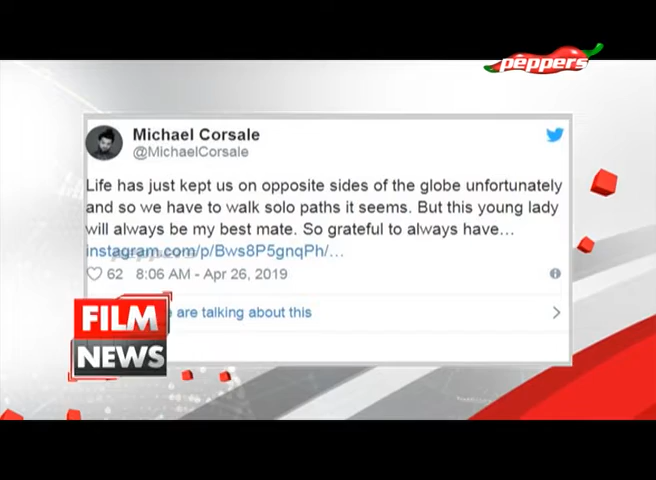 peppers
Michael Corsale
@MichaelCorsale
Life has just kept us on opposite sides of the globe unfortunately
and so we have to walk solo paths it seems. But this young lady
will always be my best mate. So grateful to always have…
instagram.com/p/Bws8P5gnqPh/…
62 8:06 AM - Apr 26, 2019
are talking about this
FILM
NEWS